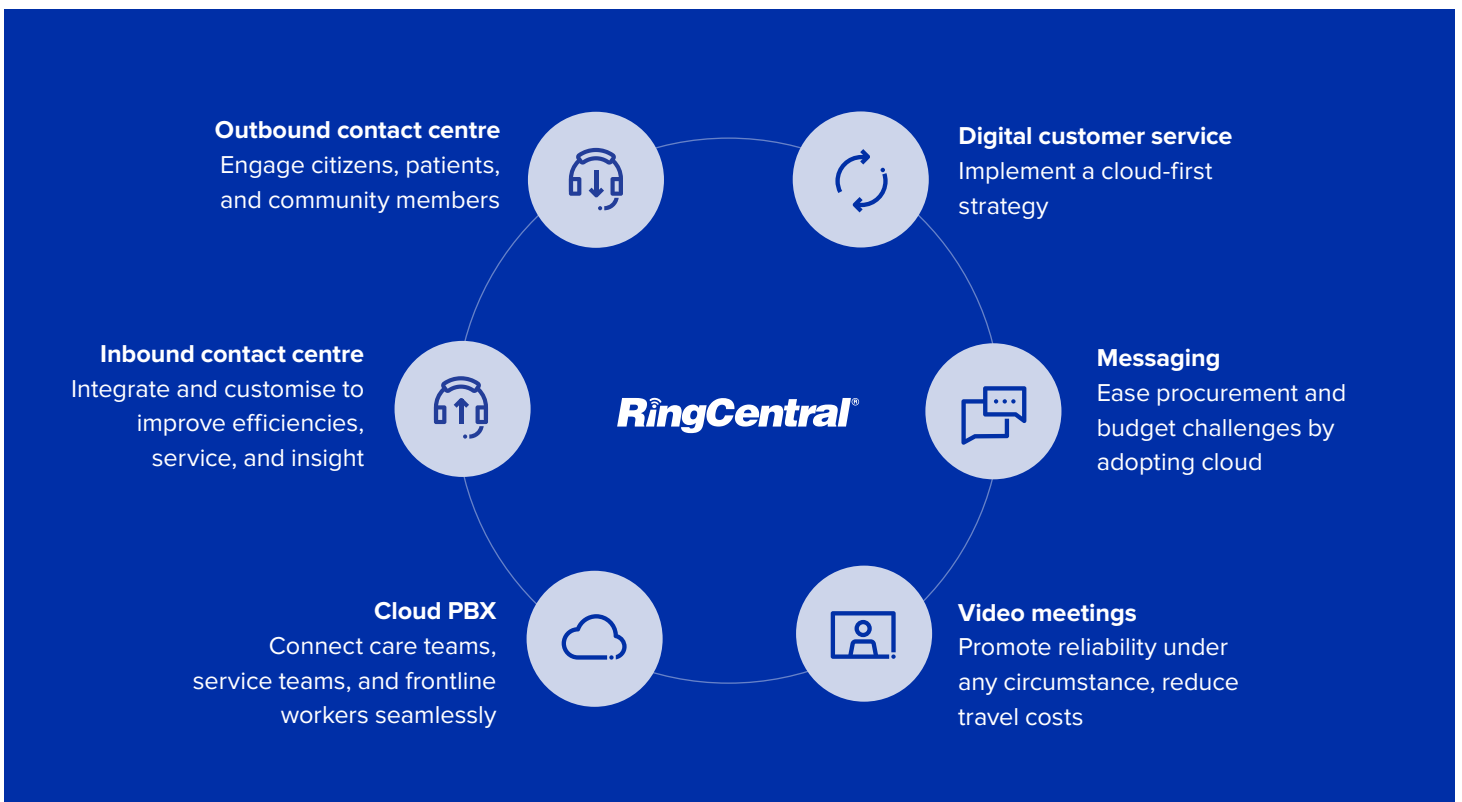 Outbound contact centre
Engage citizens, patients,
and community members
Digital customer service
Implement a cloud-first
strategy
Inbound contact centre
Integrate and customise to
improve efficiencies,
service, and insight
RingCentral®
Messaging
Ease procurement and
budget challenges by
adopting cloud
Cloud PBX
Connect care teams,
service teams, and frontline
workers seamlessly
Video meetings
Promote reliability under
any circumstance, reduce
travel costs